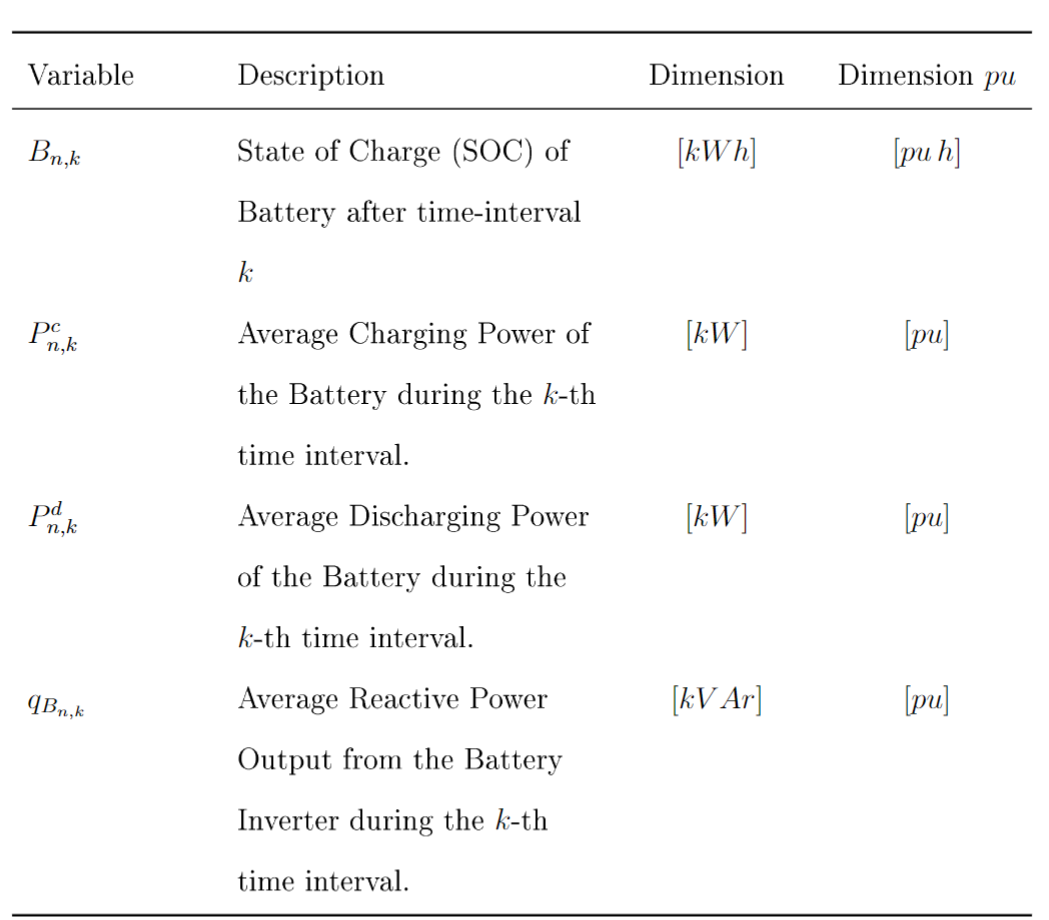 Variable Description Dimension Dimension pu
B_{n,k} State of Charge (SOC) of [kWh] [pu h]
Battery after time-interval
k
P^c_{n,k} Average Charging Power of [kW] [pu]
the Battery during the k-th
time interval.
P^d_{n,k} Average Discharging Power [kW] [pu]
of the Battery during the
k-th time interval.
q_{B_{n,k}} Average Reactive Power [kVAr] [pu]
Output from the Battery
Inverter during the k-th
time interval.